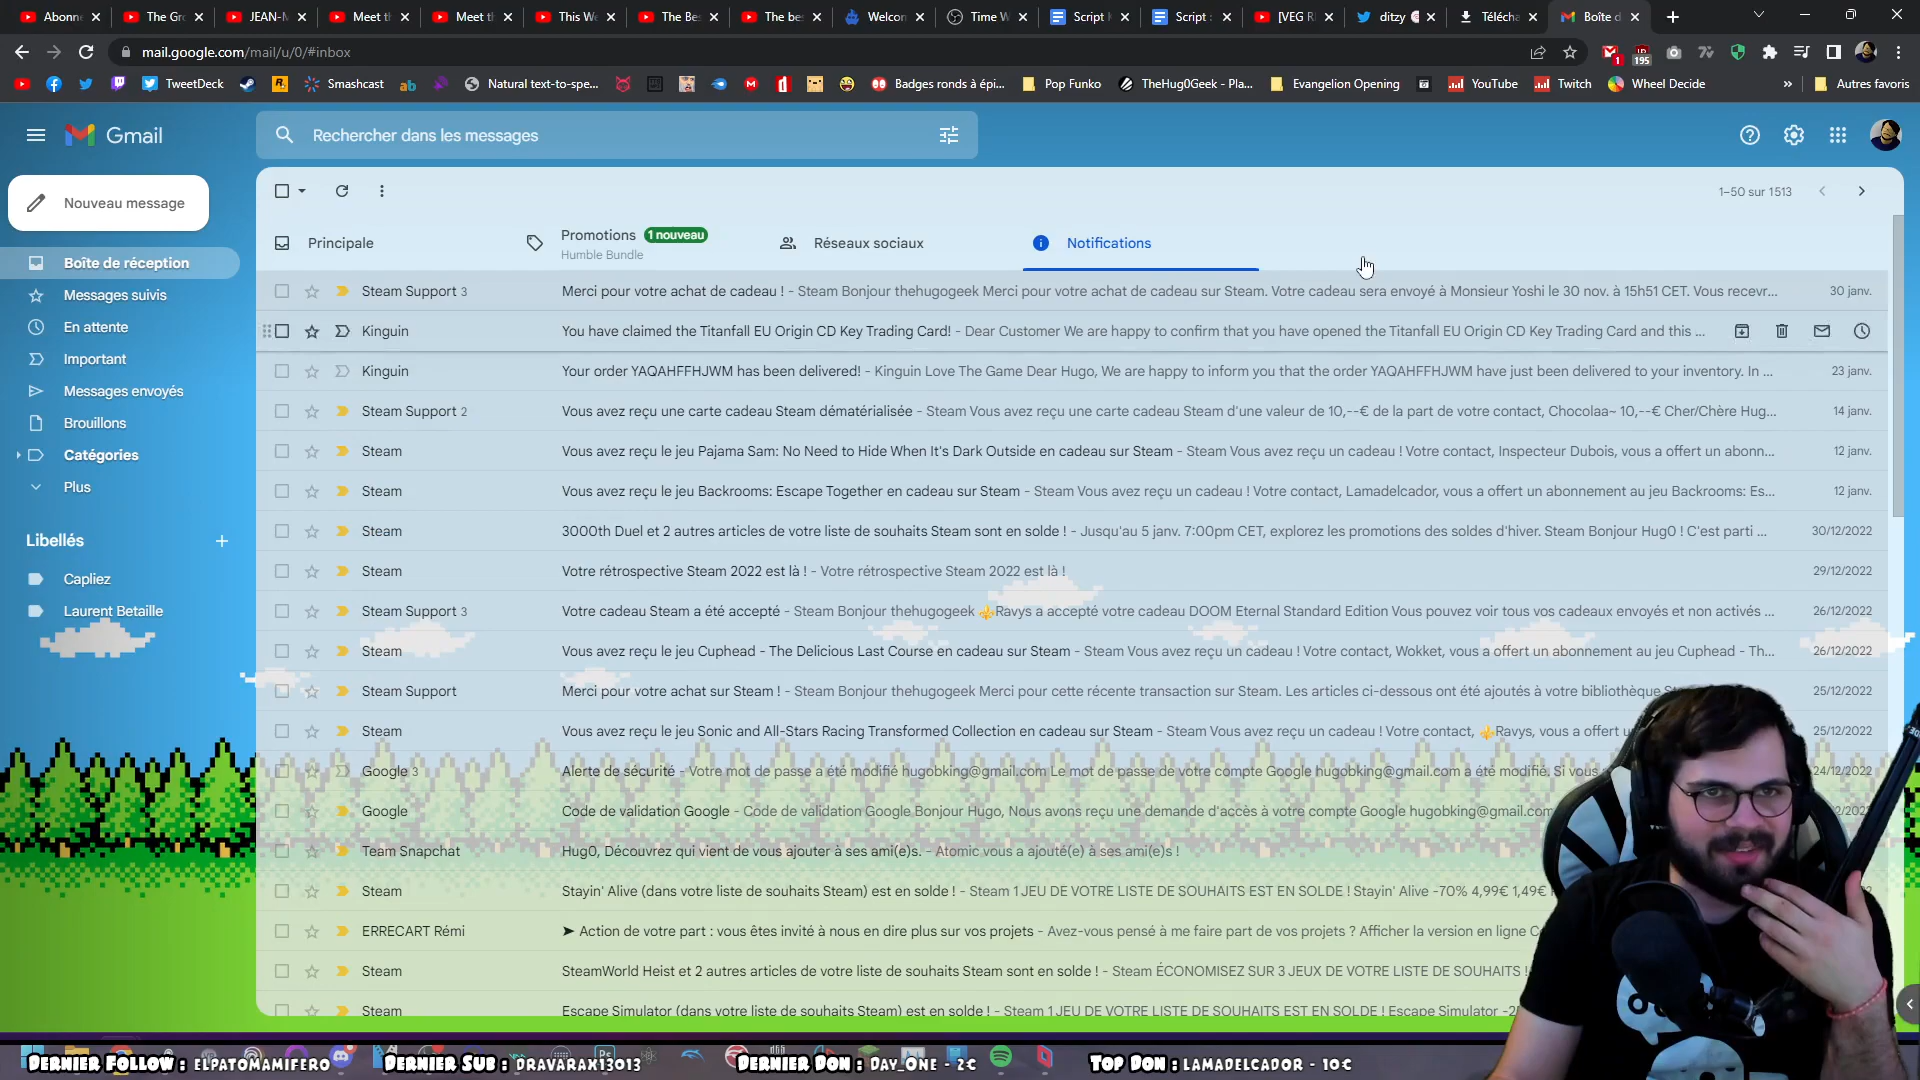 Abonn
The Gr
JEAN-M
Meet th
Meet th
This We
The Bes
The bes
Welcon
Time W
Script
Script
[VEG R
ditzy
Télécha
Boîte d
mail.google.com/mail/u/0/#inbox
1
195
TweetDeck
Smashcast
ab
Natural text-to-spe...
Badges ronds à épi...
Pop Funko
TheHug0Geek - Pla...
Evangelion Opening
YouTube
Twitch
Wheel Decide
»
Autres favoris
Gmail
Rechercher dans les messages
Nouveau message
1–50 sur 1513
Principale
Promotions 1 nouveau
Humble Bundle
Réseaux sociaux
Notifications
Boîte de réception
Messages suivis
En attente
Important
Messages envoyés
Brouillons
Catégories
Plus
Libellés
Capliez
Laurent Betaille
Steam Support 3 Merci pour votre achat de cadeau ! - Steam Bonjour thehugogeek Merci pour votre achat de cadeau sur Steam. Votre cadeau sera envoyé à Monsieur Yoshi le 30 nov. à 15h51 CET. Vous recevr... 30 janv.
Kinguin You have claimed the Titanfall EU Origin CD Key Trading Card! - Dear Customer We are happy to confirm that you have opened the Titanfall EU Origin CD Key Trading Card and this ...
Kinguin Your order YAQAHFFHJWM has been delivered! - Kinguin Love The Game Dear Hugo, We are happy to inform you that the order YAQAHFFHJWM have just been delivered to your inventory. In ... 23 janv.
Steam Support 2 Vous avez reçu une carte cadeau Steam dématérialisée - Steam Vous avez reçu une carte cadeau Steam d'une valeur de 10,--€ de la part de votre contact, Chocolaa~ 10,--€ Cher/Chère Hug... 14 janv.
Steam Vous avez reçu le jeu Pajama Sam: No Need to Hide When It's Dark Outside en cadeau sur Steam - Steam Vous avez reçu un cadeau ! Votre contact, Inspecteur Dubois, vous a offert un abonn... 12 janv.
Steam Vous avez reçu le jeu Backrooms: Escape Together en cadeau sur Steam - Steam Vous avez reçu un cadeau ! Votre contact, Lamadelcador, vous a offert un abonnement au jeu Backrooms: Es... 12 janv.
Steam 3000th Duel et 2 autres articles de votre liste de souhaits Steam sont en solde ! - Jusqu'au 5 janv. 7:00pm CET, explorez les promotions des soldes d'hiver. Steam Bonjour Hug0 ! C'est parti ... 30/12/2022
Steam Votre rétrospective Steam 2022 est là ! - Votre rétrospective Steam 2022 est là ! 29/12/2022
Steam Support 3 Votre cadeau Steam a été accepté - Steam Bonjour thehugogeek Ravys a accepté votre cadeau DOOM Eternal Standard Edition Vous pouvez voir tous vos cadeaux envoyés et non activés ... 26/12/2022
Steam Vous avez reçu le jeu Cuphead - The Delicious Last Course en cadeau sur Steam - Steam Vous avez reçu un cadeau ! Votre contact, Wokket, vous a offert un abonnement au jeu Cuphead - Th... 26/12/2022
Steam Support Merci pour votre achat sur Steam ! - Steam Bonjour thehugogeek Merci pour cette récente transaction sur Steam. Les articles ci-dessous ont été ajoutés à votre bibliothèque 25/12/2022
Steam Vous avez reçu le jeu Sonic and All-Stars Racing Transformed Collection en cadeau sur Steam - Steam Vous avez reçu un cadeau ! Votre contact, Ravys, vous a offert u 25/12/2022
Google 3 Alerte de sécurité - Votre mot de passe a été modifié hugobking@gmail.com Le mot de passe de votre compte Google hugobking@gmail.com a été modifié. Si vous 24/12/2022
Google Code de validation Google - Code de validation Google Bonjour Hugo, Nous avons reçu une demande d'accès à votre compte Google hugobking@gmail.com
Team Snapchat Hug0, Découvrez qui vient de vous ajouter à ses ami(e)s. - Atomic vous a ajouté(e) à ses ami(e)s !
Steam Stayin' Alive (dans votre liste de souhaits Steam) est en solde ! - Steam 1 JEU DE VOTRE LISTE DE SOUHAITS EST EN SOLDE ! Stayin' Alive -70% 4,99€ 1,49€
ERRECART Rémi ➤ Action de votre part : vous êtes invité à nous en dire plus sur vos projets - Avez-vous pensé à me faire part de vos projets ? Afficher la version en ligne
Steam SteamWorld Heist et 2 autres articles de votre liste de souhaits Steam sont en solde ! - Steam ÉCONOMISEZ SUR 3 JEUX DE VOTRE LISTE DE SOUHAITS !
Steam Escape Simulator (dans votre liste de souhaits Steam) est en solde ! - Steam 1 JEU DE VOTRE LISTE DE SOUHAITS EST EN SOLDE ! Escape Simulator
Dernier Follow : elpatomamifero
Dernier Sub : dravarax13013
Dernier Don : Day_One - 2€
Top Don : lamadelcador - 10€